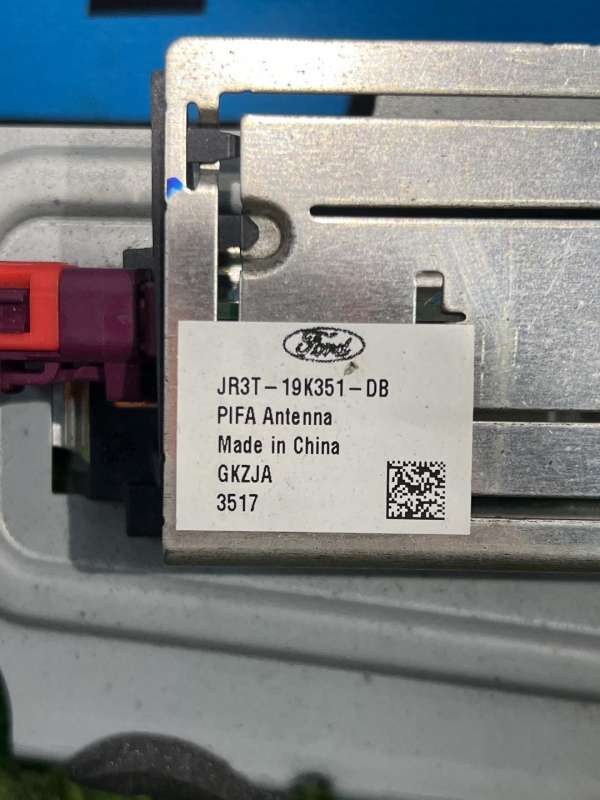 Ford
JR3T-19K351-DB
PIFA Antenna
Made in China
GKZJA
3517